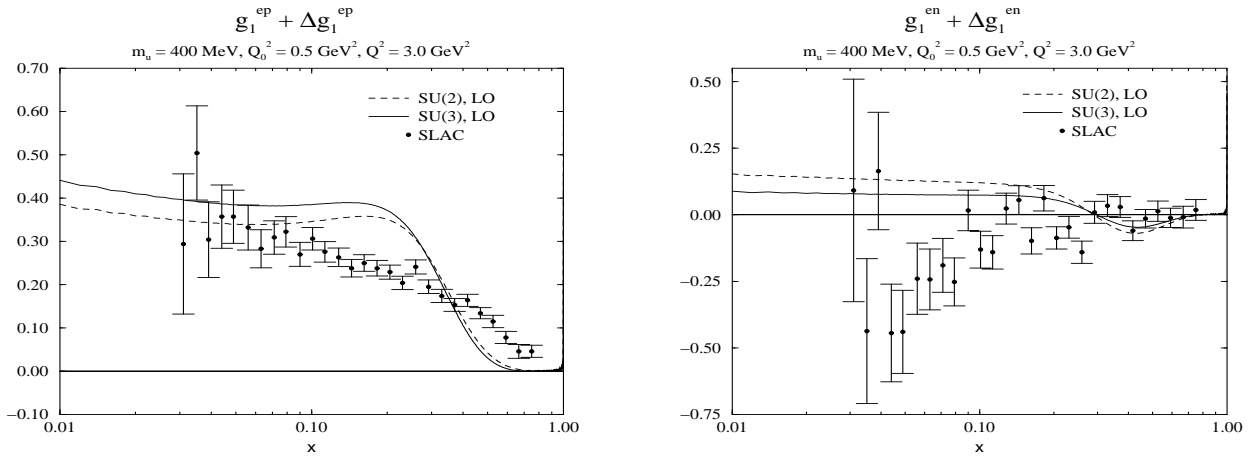 g₁ᵉᵖ + Δg₁ᵉᵖ
mᵤ = 400 MeV, Q₀² = 0.5 GeV², Q² = 3.0 GeV²
0.70
0.60
0.50
0.40
0.30
0.20
0.10
0.00
−0.10
SU(2), LO
SU(3), LO
SLAC
0.01
0.10
1.00
x
g₁ᵉⁿ + Δg₁ᵉⁿ
mᵤ = 400 MeV, Q₀² = 0.5 GeV², Q² = 3.0 GeV²
0.50
0.25
0.00
−0.25
−0.50
−0.75
SU(2), LO
SU(3), LO
SLAC
0.01
0.10
1.00
x